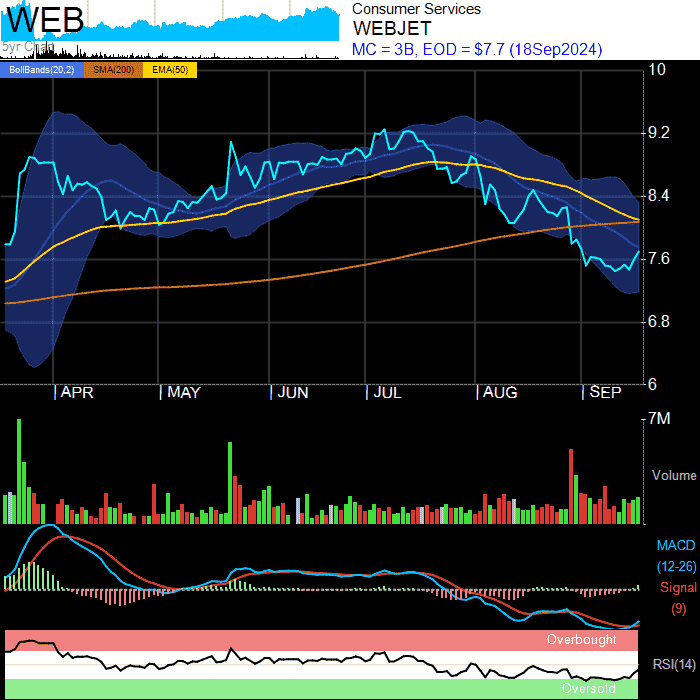 WEB
5yr Chart
Consumer Services
WEBJET
MC = 3B, EOD = $7.7 (18Sep2024)
BollBands(20,2) SMA(200) EMA(50)
10
9.2
8.4
7.6
6.8
6
APR MAY JUN JUL AUG SEP
7M
Volume
MACD
(12-26)
Signal
(9)
Overbought
RSI(14)
Oversold